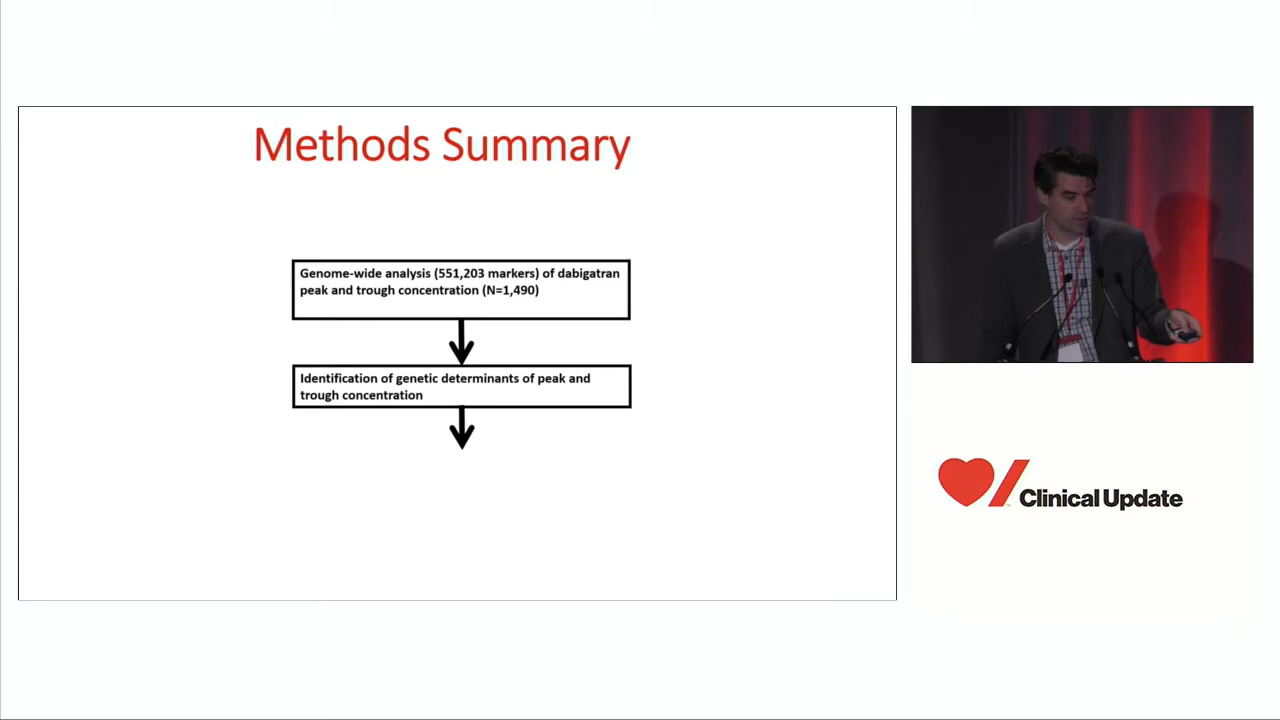 Methods Summary
Genome-wide analysis (551,203 markers) of dabigatran
peak and trough concentration (N=1,490)
Identification of genetic determinants of peak and
trough concentration
Clinical Update